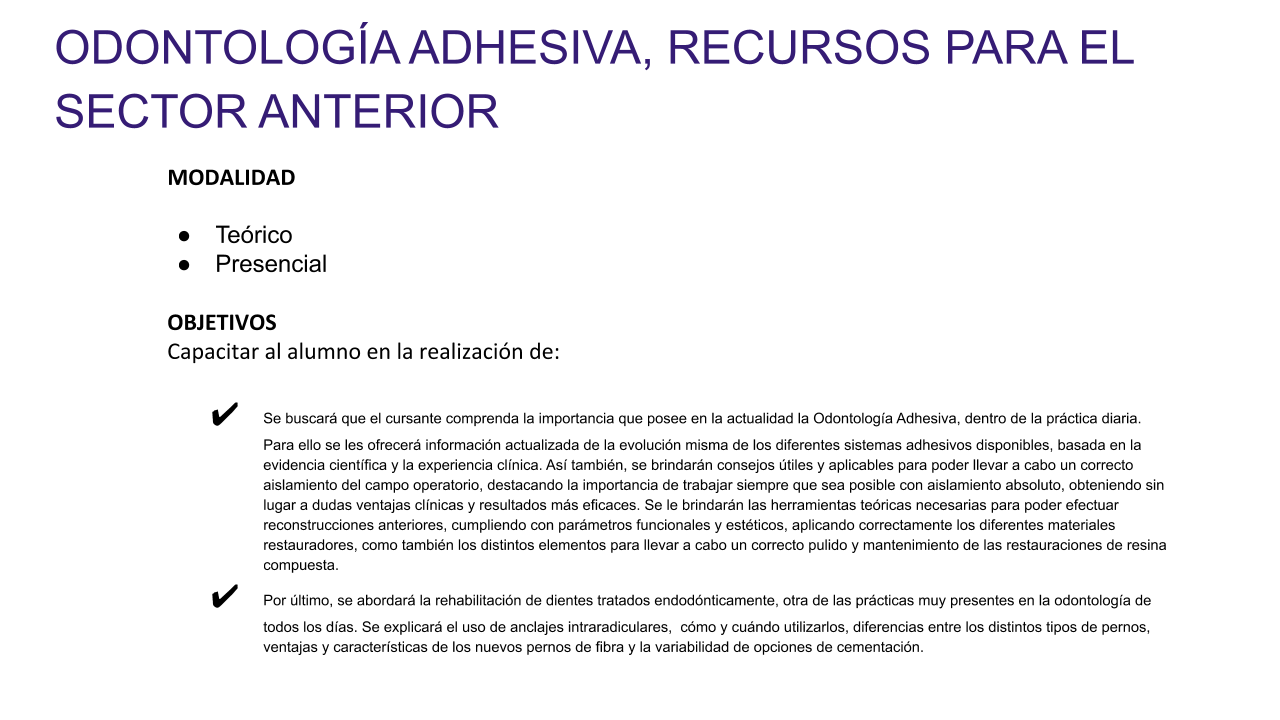 ODONTOLOGÍA ADHESIVA, RECURSOS PARA EL
SECTOR ANTERIOR
MODALIDAD
● Teórico
● Presencial
OBJETIVOS
Capacitar al alumno en la realización de:
✔ Se buscará que el cursante comprenda la importancia que posee en la actualidad la Odontología Adhesiva, dentro de la práctica diaria.
Para ello se les ofrecerá información actualizada de la evolución misma de los diferentes sistemas adhesivos disponibles, basada en la
evidencia científica y la experiencia clínica. Así también, se brindarán consejos útiles y aplicables para poder llevar a cabo un correcto
aislamiento del campo operatorio, destacando la importancia de trabajar siempre que sea posible con aislamiento absoluto, obteniendo sin
lugar a dudas ventajas clínicas y resultados más eficaces. Se le brindarán las herramientas teóricas necesarias para poder efectuar
reconstrucciones anteriores, cumpliendo con parámetros funcionales y estéticos, aplicando correctamente los diferentes materiales
restauradores, como también los distintos elementos para llevar a cabo un correcto pulido y mantenimiento de las restauraciones de resina
compuesta.
✔ Por último, se abordará la rehabilitación de dientes tratados endodónticamente, otra de las prácticas muy presentes en la odontología de
todos los días. Se explicará el uso de anclajes intraradiculares,  cómo y cuándo utilizarlos, diferencias entre los distintos tipos de pernos,
ventajas y características de los nuevos pernos de fibra y la variabilidad de opciones de cementación.